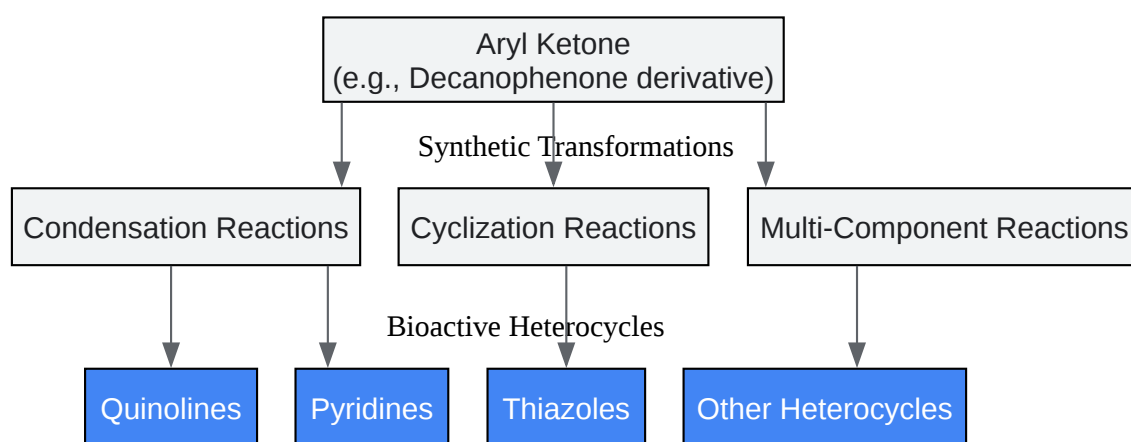 Aryl Ketone
(e.g., Decanophenone derivative)
Synthetic Transformations
Condensation Reactions
Cyclization Reactions
Multi-Component Reactions
Bioactive Heterocycles
Quinolines
Pyridines
Thiazoles
Other Heterocycles